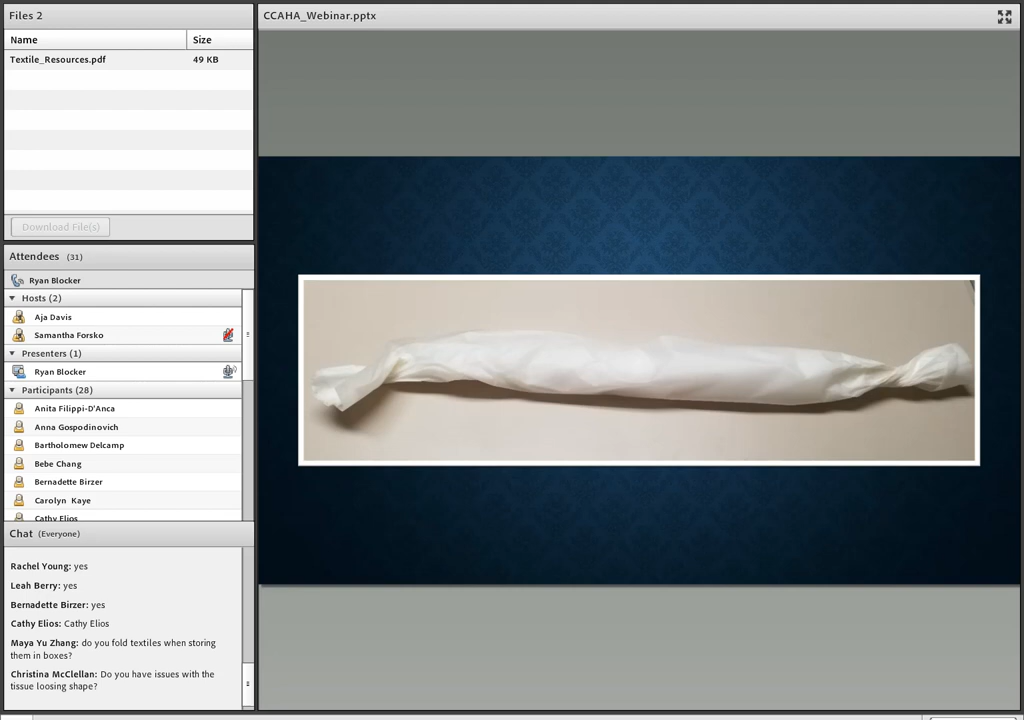 Files 2
Name Size
Textile_Resources.pdf 49 KB
Download File(s)
Attendees (31)
Ryan Blocker
Hosts (2)
Aja Davis
Samantha Forsko
Presenters (1)
Ryan Blocker
Participants (28)
Anita Filippi-D'Anca
Anna Gospodinovich
Bartholomew Delcamp
Bebe Chang
Bernadette Birzer
Carolyn Kaye
Cathy Elios
Chat (Everyone)
Rachel Young: yes
Leah Berry: yes
Bernadette Birzer: yes
Cathy Elios: Cathy Elios
Maya Yu Zhang: do you fold textiles when storing
them in boxes?
Christina McClellan: Do you have issues with the
tissue loosing shape?
CCAHA_Webinar.pptx